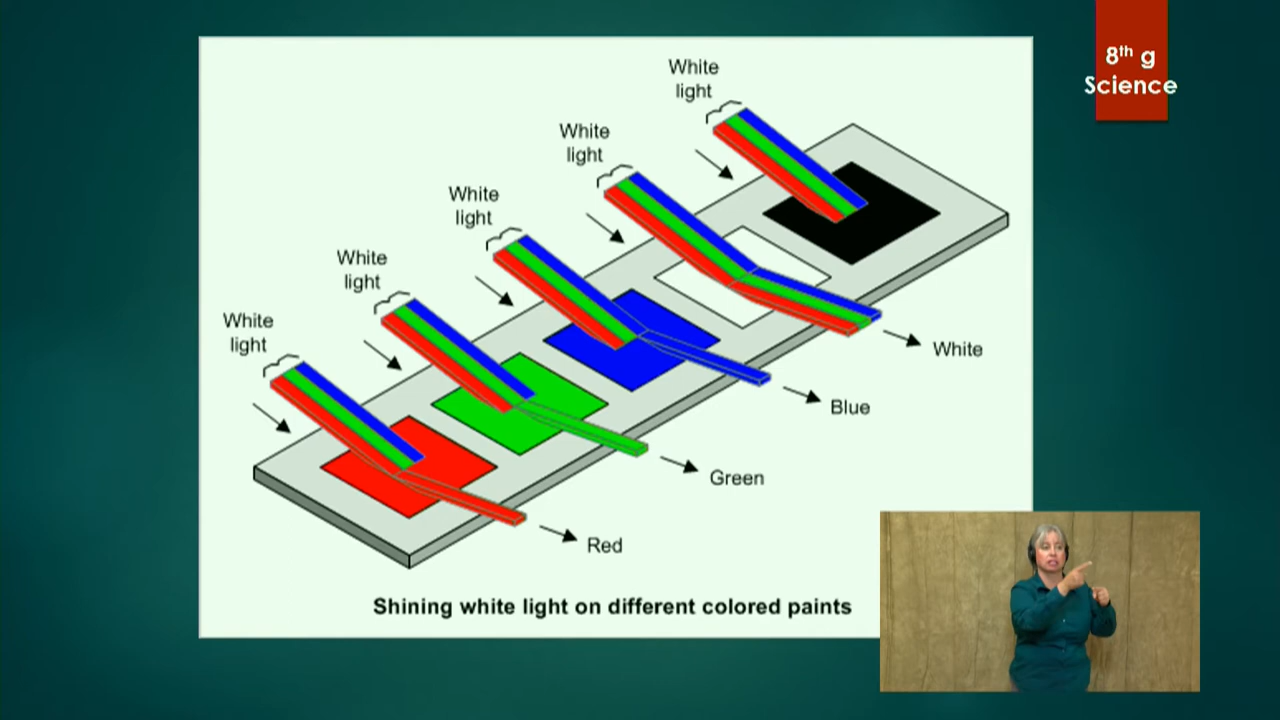 8th g
Science
White
light
White
light
White
light
White
light
White
light
White
Blue
Green
Red
Shining white light on different colored paints